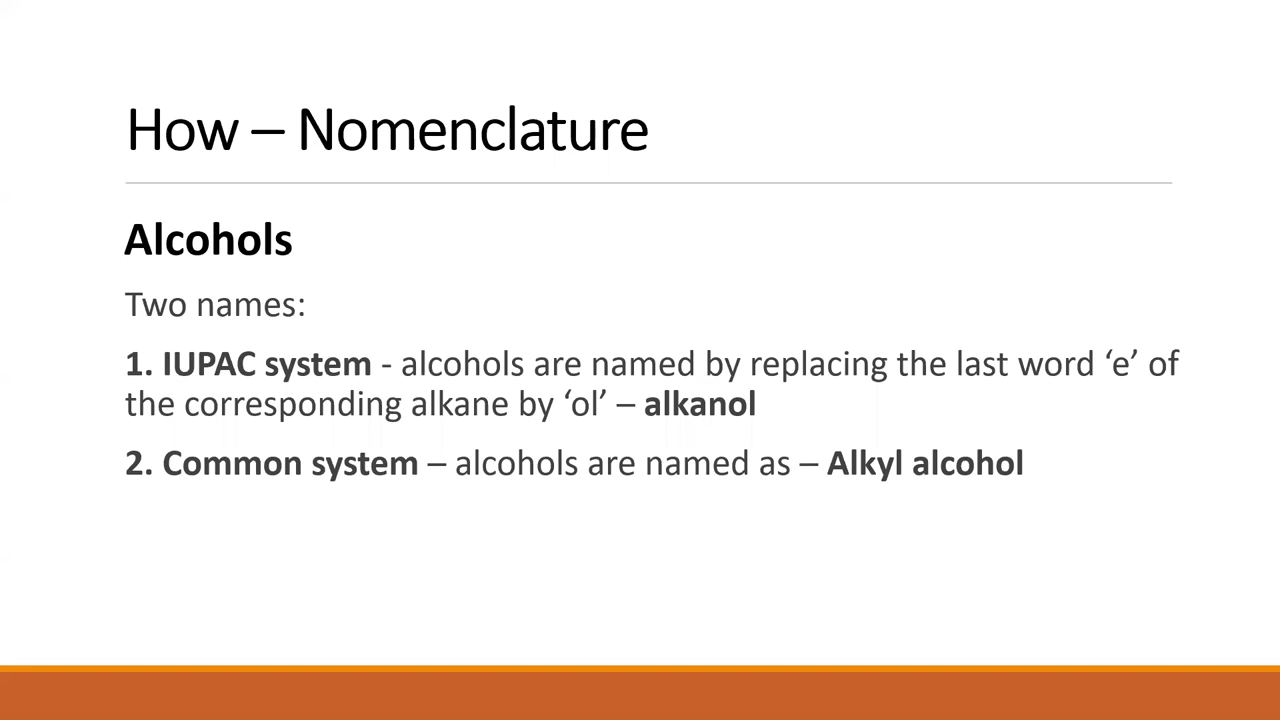 How – Nomenclature
Alcohols
Two names:
1. IUPAC system - alcohols are named by replacing the last word ‘e’ of
the corresponding alkane by ‘ol’ – alkanol
2. Common system – alcohols are named as – Alkyl alcohol